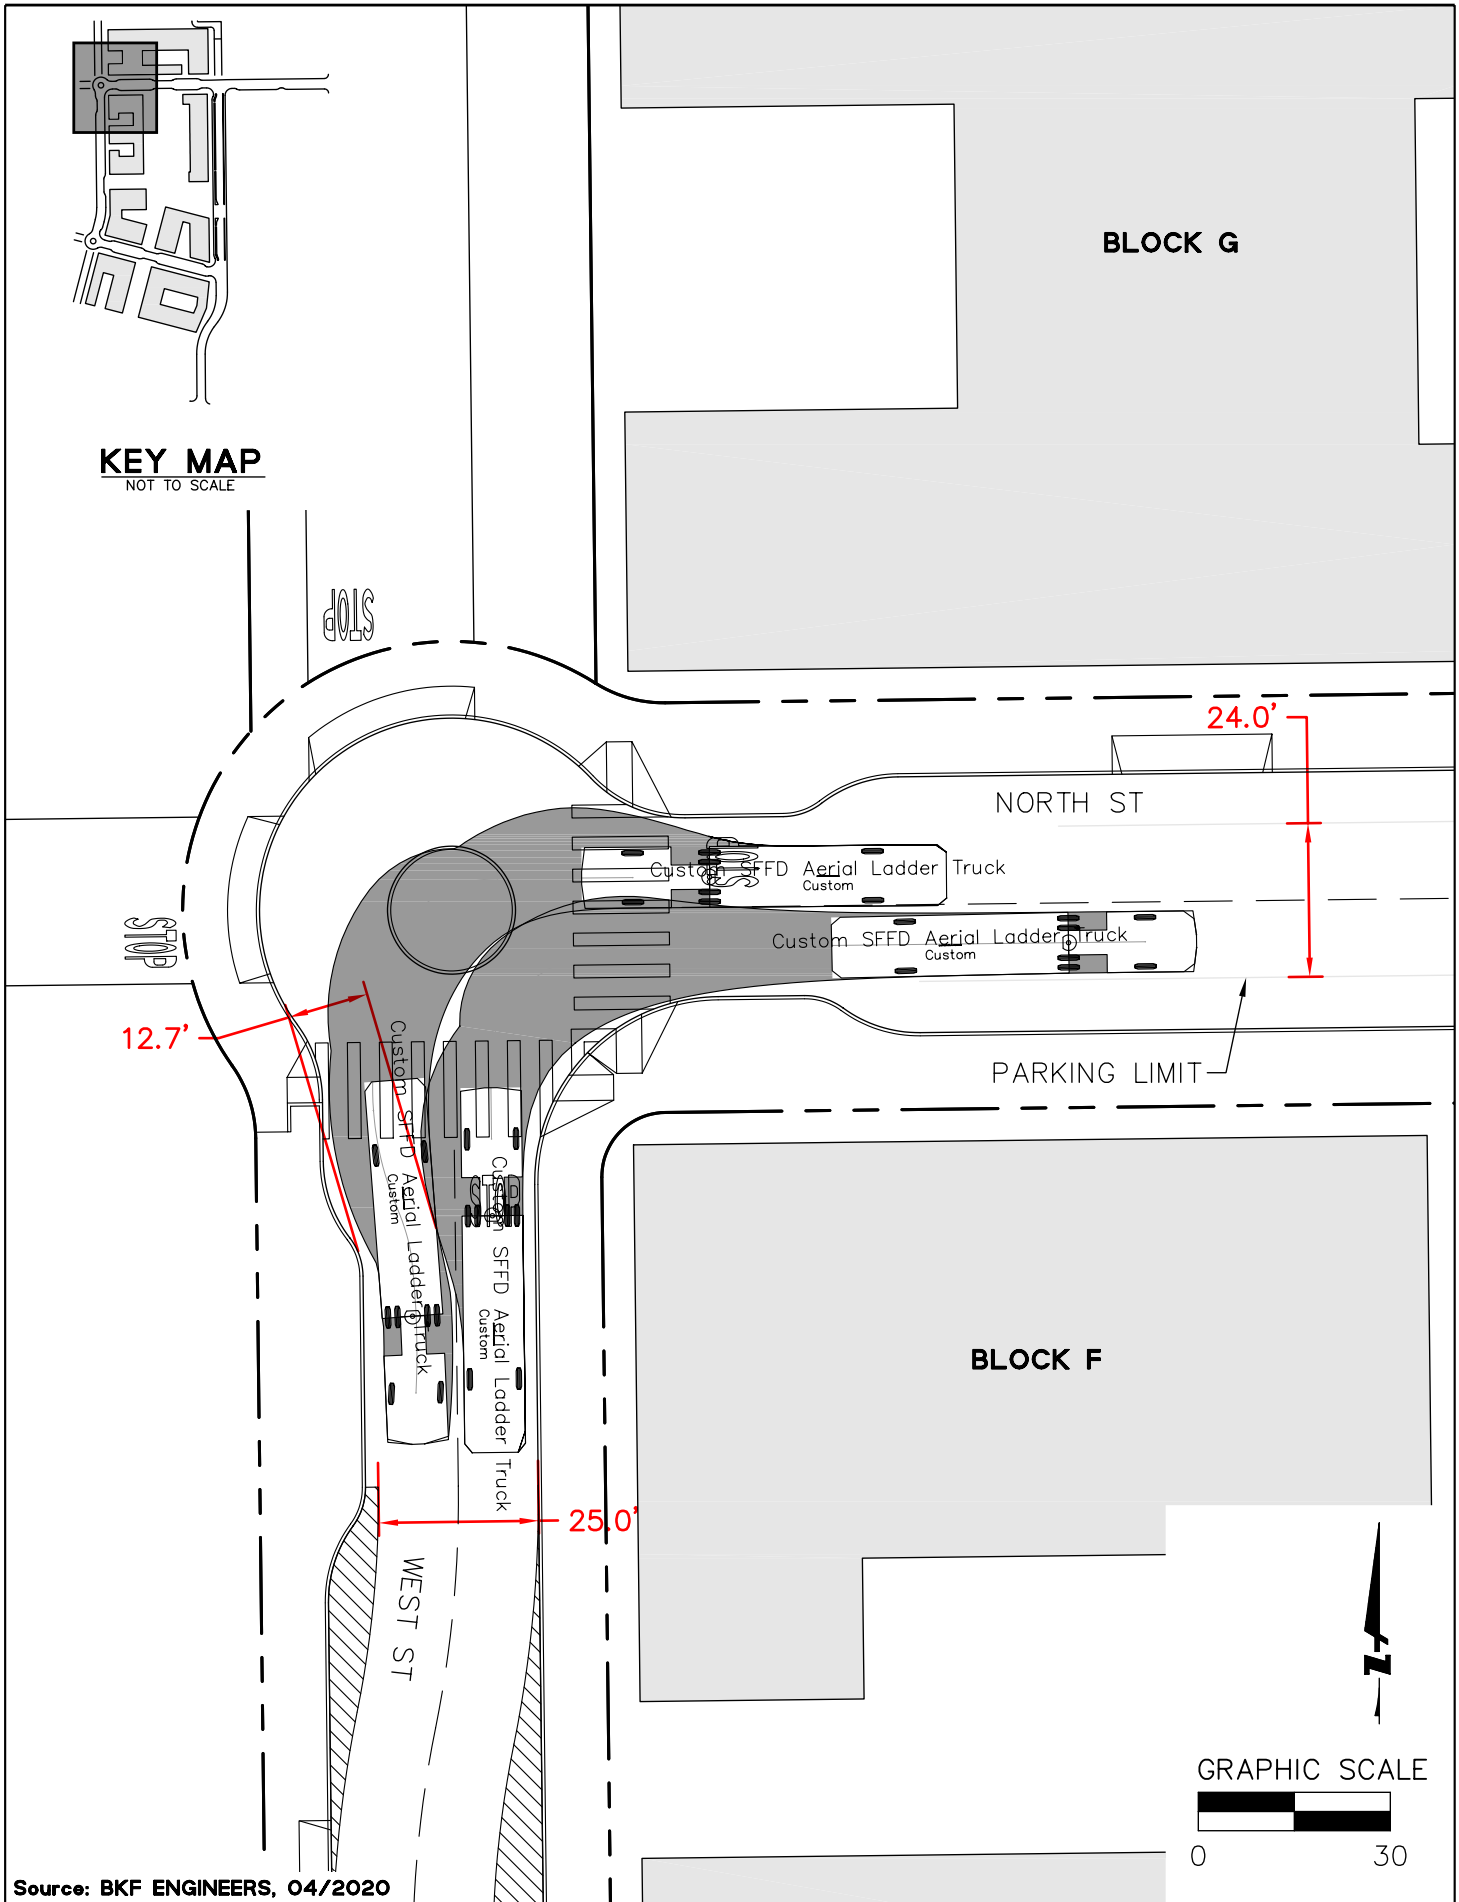 BLOCK G
KEY MAP
NOT TO SCALE
STOP
24.0'
NORTH ST
STOP
Custom SFFD Aerial Ladder Truck
Custom
STOP
Custom SFFD Aerial Ladder Truck
Custom
12.7'
PARKING LIMIT
Custom SFFD Aerial Ladder Truck
Custom
STOP
Custom SFFD Aerial Ladder Truck
Custom
BLOCK F
25.0'
WEST ST
GRAPHIC SCALE
0 30
Source: BKF ENGINEERS, 04/2020